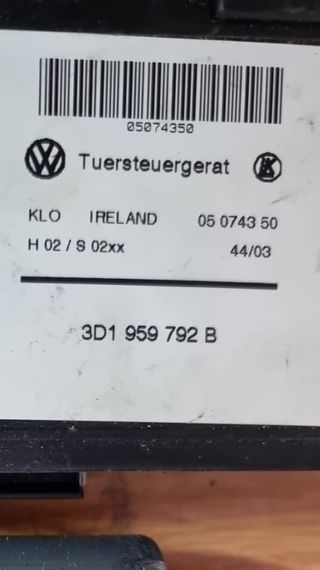 05074350
Tuersteuergerat
KLO IRELAND 05 0743 50
H 02 / S 02xx 44/03
3D1 959 792 B